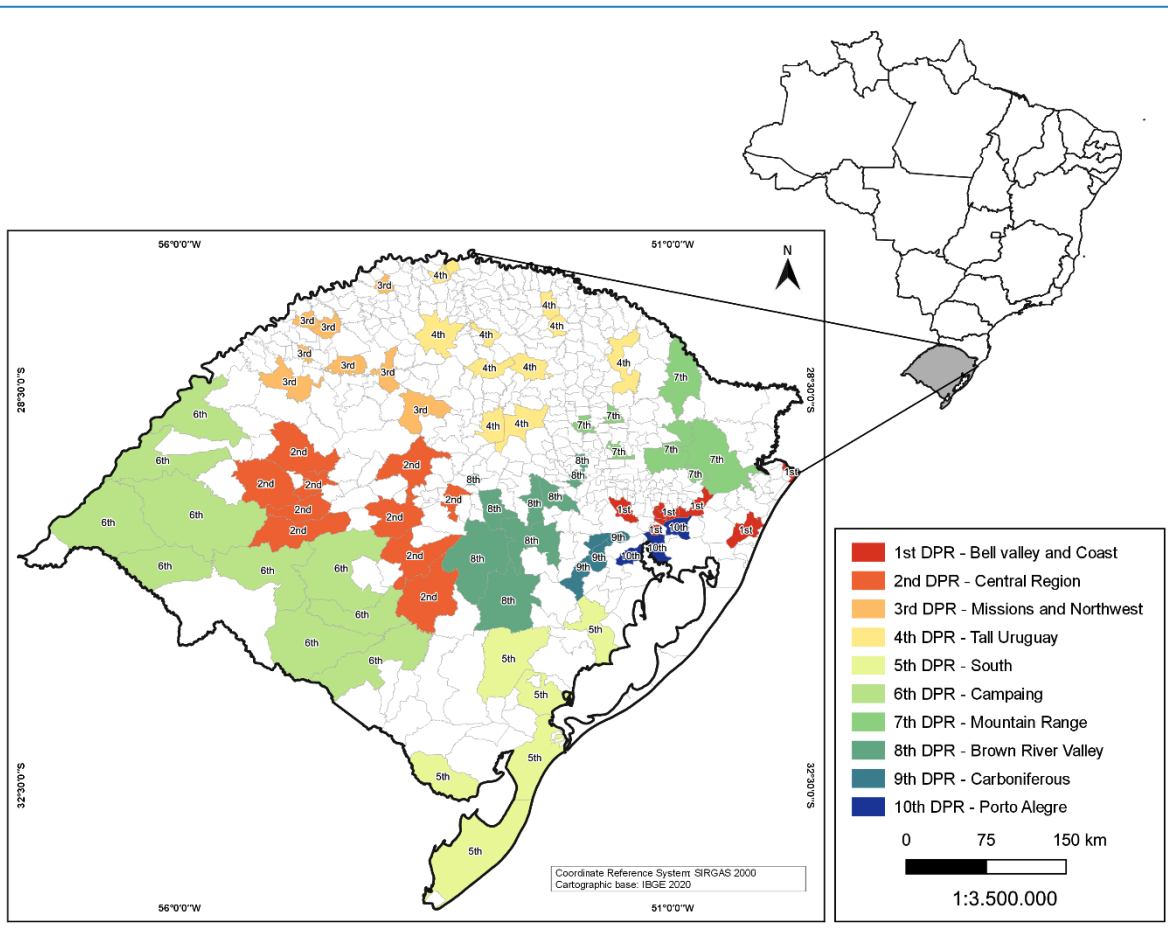 56°0'0"W
51°0'0"W
N
28°30'0"S
28°30'0"S
32°30'0"S
32°30'0"S
4th
3rd
4th
3rd
3rd
4th
4th
4th
3rd
3rd
3rd
4th
4th
4th
7th
3rd
3rd
6th
7th
7th
4th
4th
2nd
2nd
7th
7th
7th
6th
8th
8th
7th
1st
2nd
2nd
8th
2nd
8th
8th
8th
1st
1st
1st
6th
6th
2nd
2nd
2nd
1st
10th
1st
8th
9th
10th
10th
2nd
8th
9th
9th
6th
6th
6th
2nd
8th
6th
5th
6th
6th
5th
5th
5th
5th
5th
Coordinate Reference System: SIRGAS 2000
Cartographic base: IBGE 2020
56°0'0"W
51°0'0"W
1st DPR - Bell valley and Coast
2nd DPR - Central Region
3rd DPR - Missions and Northwest
4th DPR - Tall Uruguay
5th DPR - South
6th DPR - Campaing
7th DPR - Mountain Range
8th DPR - Brown River Valley
9th DPR - Carboniferous
10th DPR - Porto Alegre
0 75 150 km
1:3.500.000